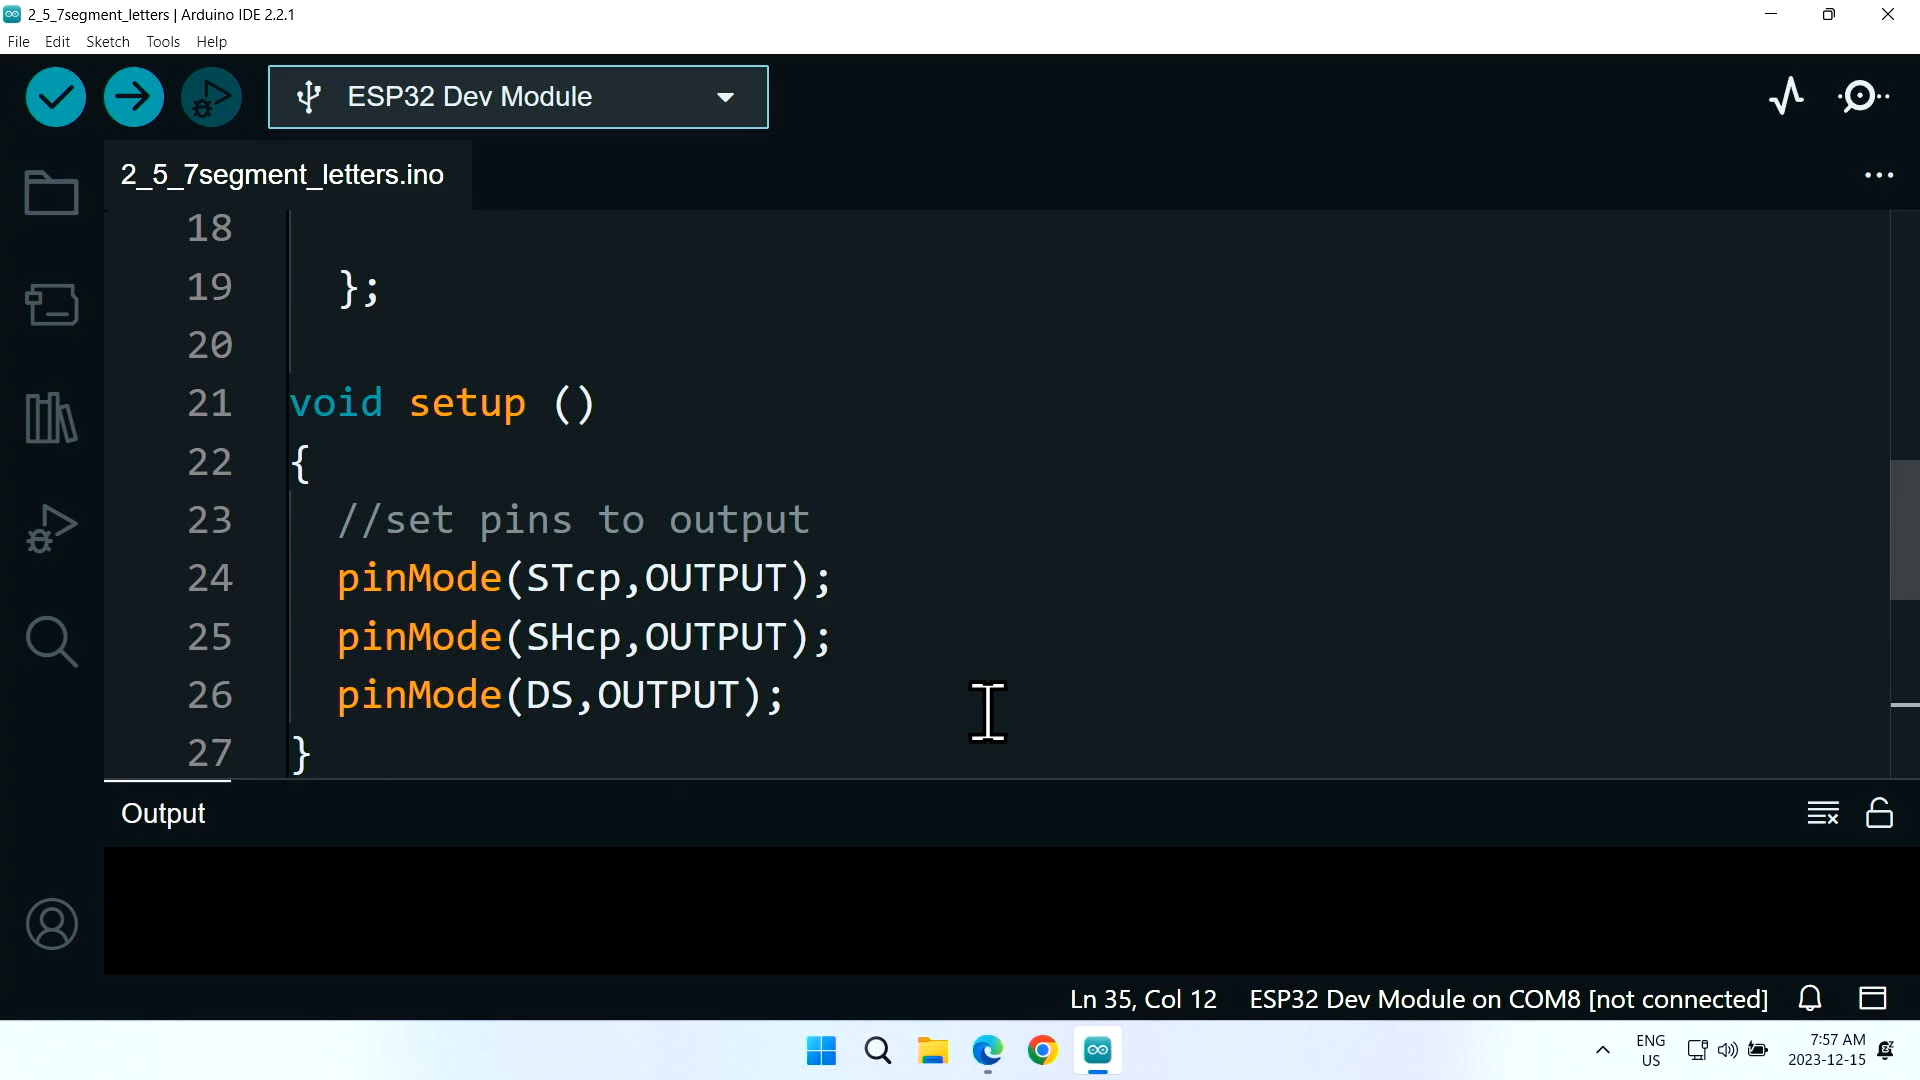 2_5_7segment_letters | Arduino IDE 2.2.1
File Edit Sketch Tools Help
ESP32 Dev Module
2_5_7segment_letters.ino
18
19 };
20
21 void setup ()
22 {
23 //set pins to output
24 pinMode(STcp,OUTPUT);
25 pinMode(SHcp,OUTPUT);
26 pinMode(DS,OUTPUT);
27 }
Output
Ln 35, Col 12 ESP32 Dev Module on COM8 [not connected]
ENG 7:57 AM
US 2023-12-15